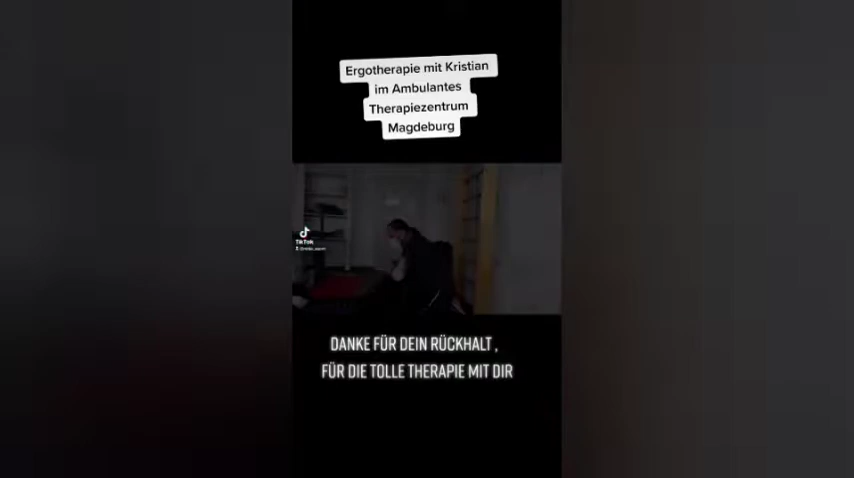 Ergotherapie mit Kristian
im Ambulantes
Therapiezentrum
Magdeburg
TikTok
DANKE FÜR DEIN RÜCKHALT ,
FÜR DIE TOLLE THERAPIE MIT DIR